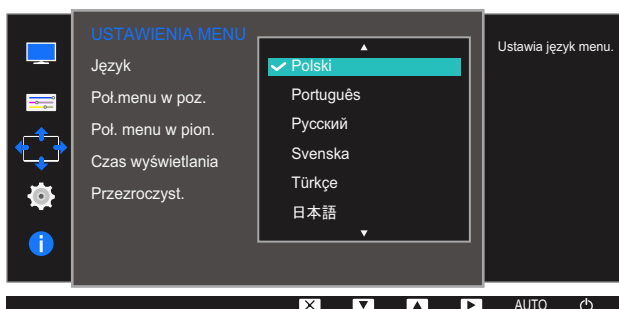 USTAWIENIA MENU
Język
Poł.menu w poz.
Poł. menu w pion.
Czas wyświetlania
Przezroczyst.
Polski
Português
Русский
Svenska
Türkçe
日本語
Ustawia język menu.
AUTO